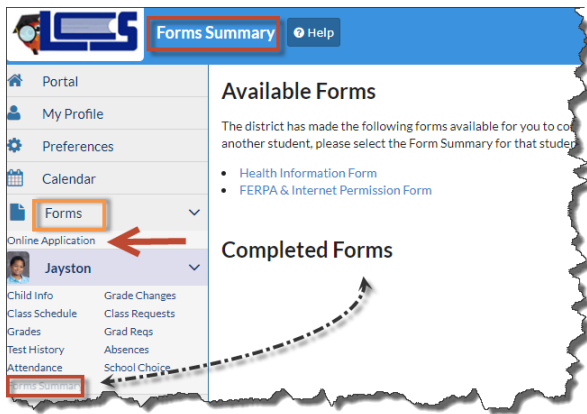 LCS
Forms Summary
Help
Portal
My Profile
Preferences
Calendar
Forms
Online Application
Jayston
Child Info Grade Changes
Class Schedule Class Requests
Grades Grad Reqs
Test History Absences
Attendance School Choice
Forms Summary
Available Forms
The district has made the following forms available for you to
another student, please select the Form Summary for that
Health Information Form
FERPA & Internet Permission Form
Completed Forms